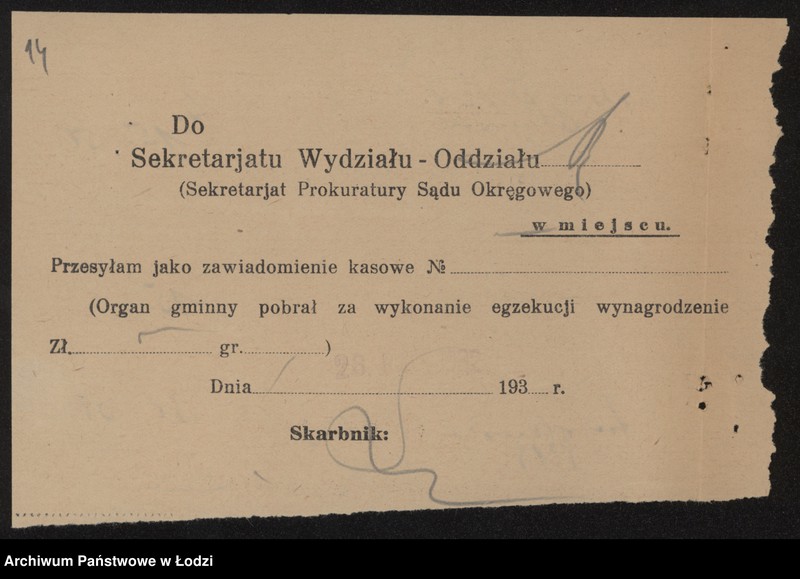 14
Do
Sekretarjatu Wydziału - Oddziału
(Sekretarjat Prokuratury Sądu Okręgowego)
w miejscu.
Przesyłam jako zawiadomienie kasowe №
(Organ gminny pobrał za wykonanie egzekucji wynagrodzenie
Zł. gr. )
Dnia 193 r.
Skarbnik:
Archiwum Państwowe w Łodzi